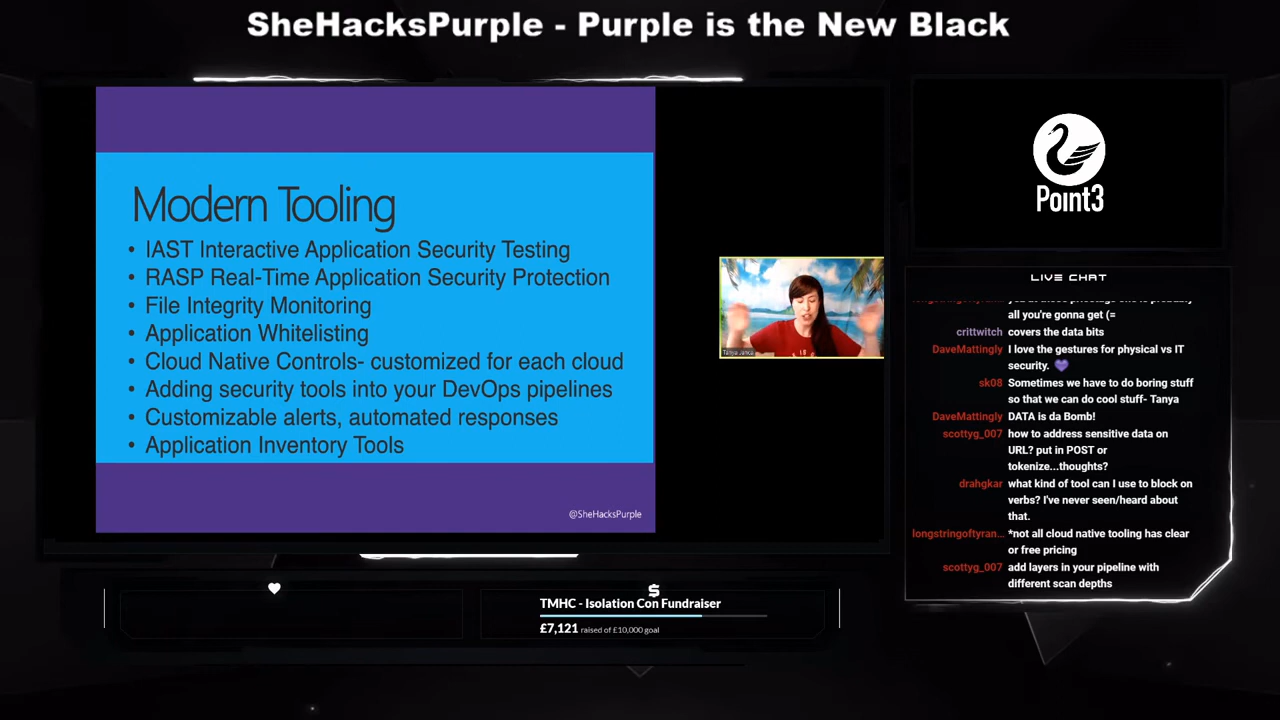 SheHacksPurple - Purple is the New Black
Modern Tooling
• IAST Interactive Application Security Testing
• RASP Real-Time Application Security Protection
• File Integrity Monitoring
• Application Whitelisting
• Cloud Native Controls- customized for each cloud
• Adding security tools into your DevOps pipelines
• Customizable alerts, automated responses
• Application Inventory Tools
@SheHacksPurple
Tanya Janca
Point3
LIVE CHAT
all you're gonna get (=
crittwitch covers the data bits
DaveMattingly I love the gestures for physical vs IT
security. 💜
sk08 Sometimes we have to do boring stuff
so that we can do cool stuff- Tanya
DaveMattingly DATA is da Bomb!
scottyg_007 how to address sensitive data on
URL? put in POST or
tokenize...thoughts?
drahgkar what kind of tool can I use to block on
verbs? I've never seen/heard about
that.
longstringoftyran... *not all cloud native tooling has clear
or free pricing
scottyg_007 add layers in your pipeline with
different scan depths
TMHC - Isolation Con Fundraiser
£7,121 raised of £10,000 goal